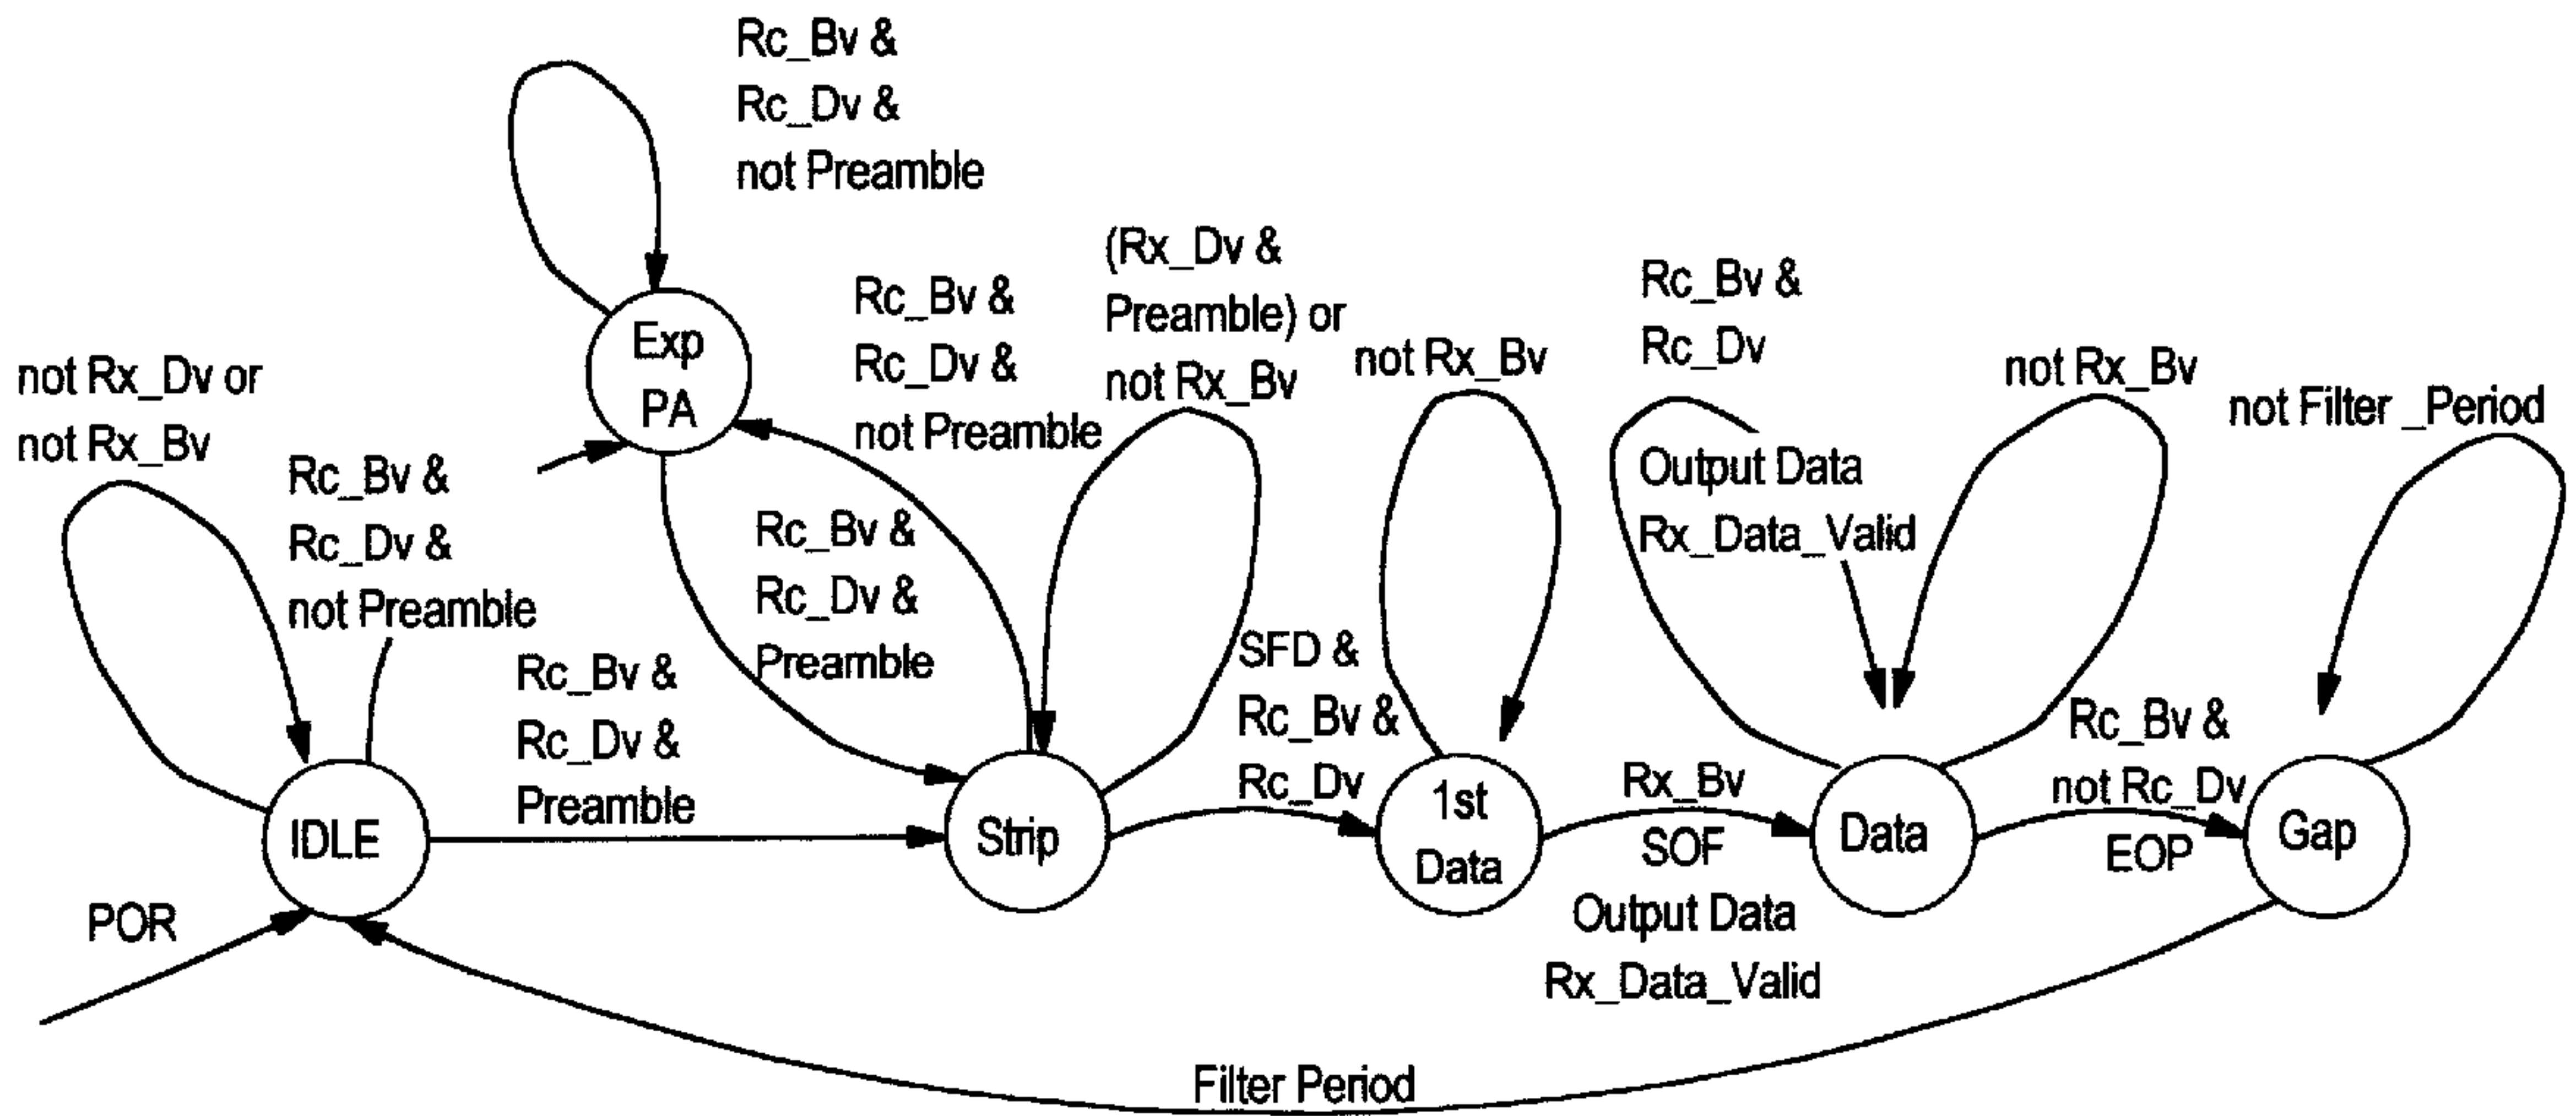 Rc_Bv &
Rc_Dv &
not Preamble
Exp
PA
Rc_Bv &
Rc_Dv &
not Preamble
(Rx_Dv &
Preamble) or
not Rx_Bv
not Rx_Bv
Rc_Bv &
Rc_Dv
Output Data
Rx_Data_Valid
not Rx_Bv
not Filter _Period
not Rx_Dv or
not Rx_Bv
Rc_Bv &
Rc_Dv &
not Preamble
Rc_Bv &
Rc_Dv &
Preamble
Rc_Bv &
Rc_Dv &
Preamble
SFD &
Rc_Bv &
Rc_Dv
Rx_Bv
SOF
Output Data
Rx_Data_Valid
Rc_Bv &
not Rc_Dv
EOP
IDLE
Strip
1st
Data
Data
Gap
POR
Filter Period